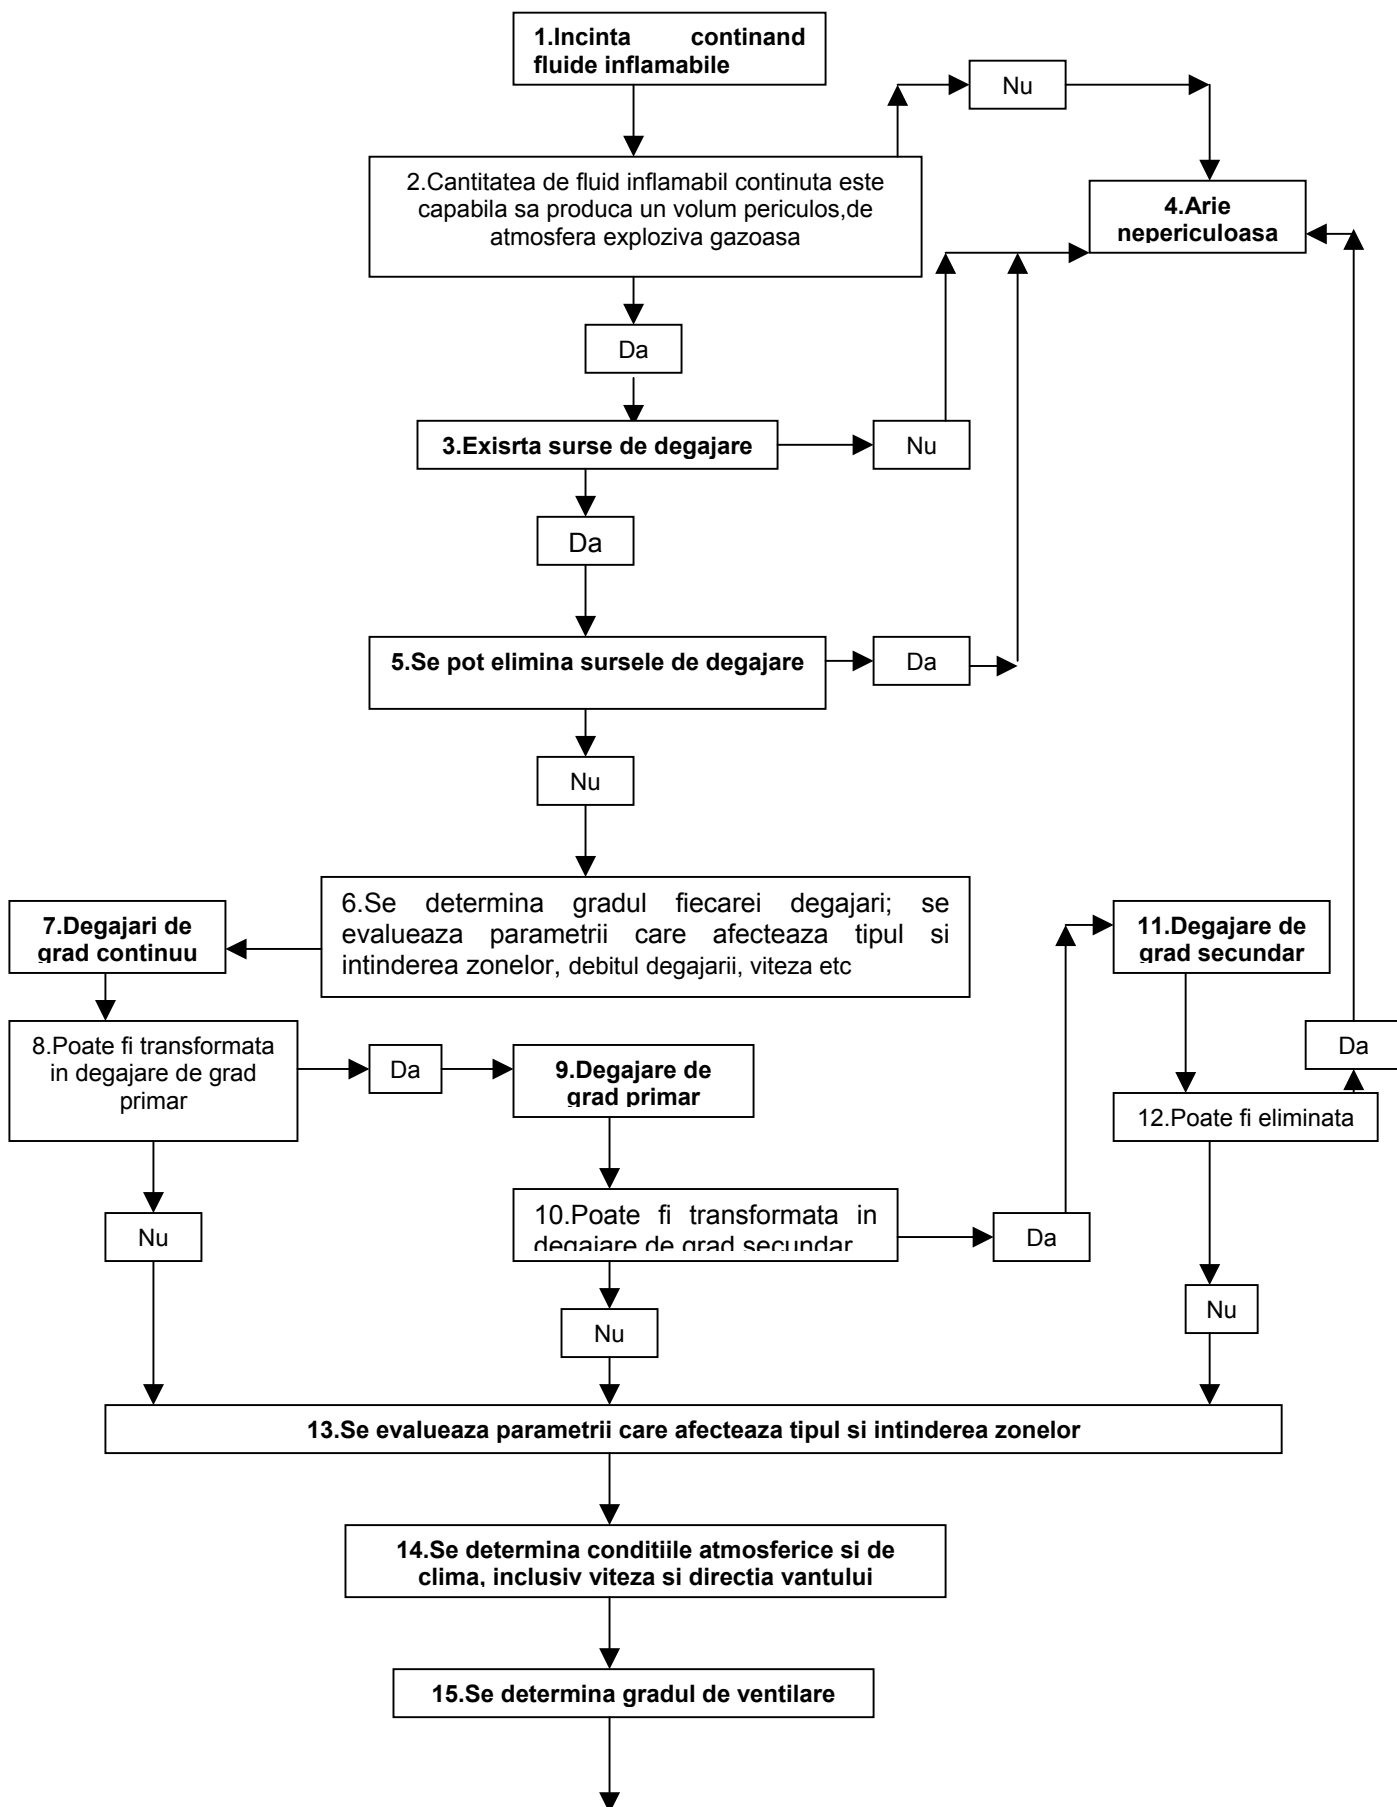 1.Incinta continand
fluide inflamabile
Nu
2.Cantitatea de fluid inflamabil continuta este
capabila sa produca un volum periculos,de
atmosfera exploziva gazoasa
4.Arie
nepericuloasa
Da
3.Exisrta surse de degajare
Nu
Da
5.Se pot elimina sursele de degajare
Da
Nu
6.Se determina gradul fiecarei degajari; se
evalueaza parametrii care afecteaza tipul si
intinderea zonelor, debitul degajarii, viteza etc
7.Degajari de
grad continuu
11.Degajare de
grad secundar
8.Poate fi transformata
in degajare de grad
primar
Da
9.Degajare de
grad primar
Da
12.Poate fi eliminata
10.Poate fi transformata in
degajare de grad secundar
Da
Nu
Nu
Nu
13.Se evalueaza parametrii care afecteaza tipul si intinderea zonelor
14.Se determina conditiile atmosferice si de
clima, inclusiv viteza si directia vantului
15.Se determina gradul de ventilare